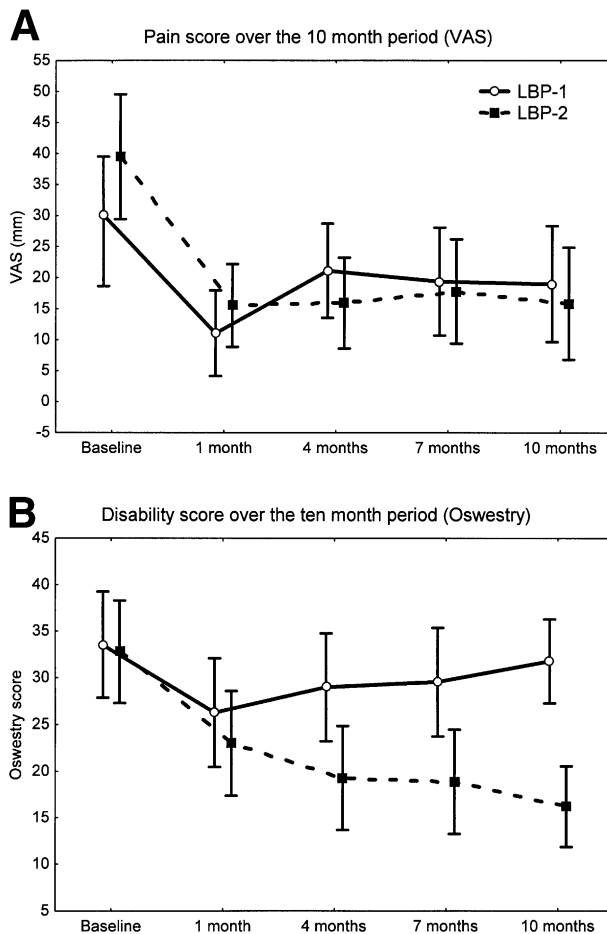 A
Pain score over the 10 month period (VAS)
55
50
45
40
35
30
25
20
15
10
5
0
-5
VAS (mm)
LBP-1
LBP-2
Baseline 1 month 4 months 7 months 10 months
B
Disability score over the ten month period (Oswestry)
45
40
35
30
25
20
15
10
5
Oswestry score
Baseline 1 month 4 months 7 months 10 months